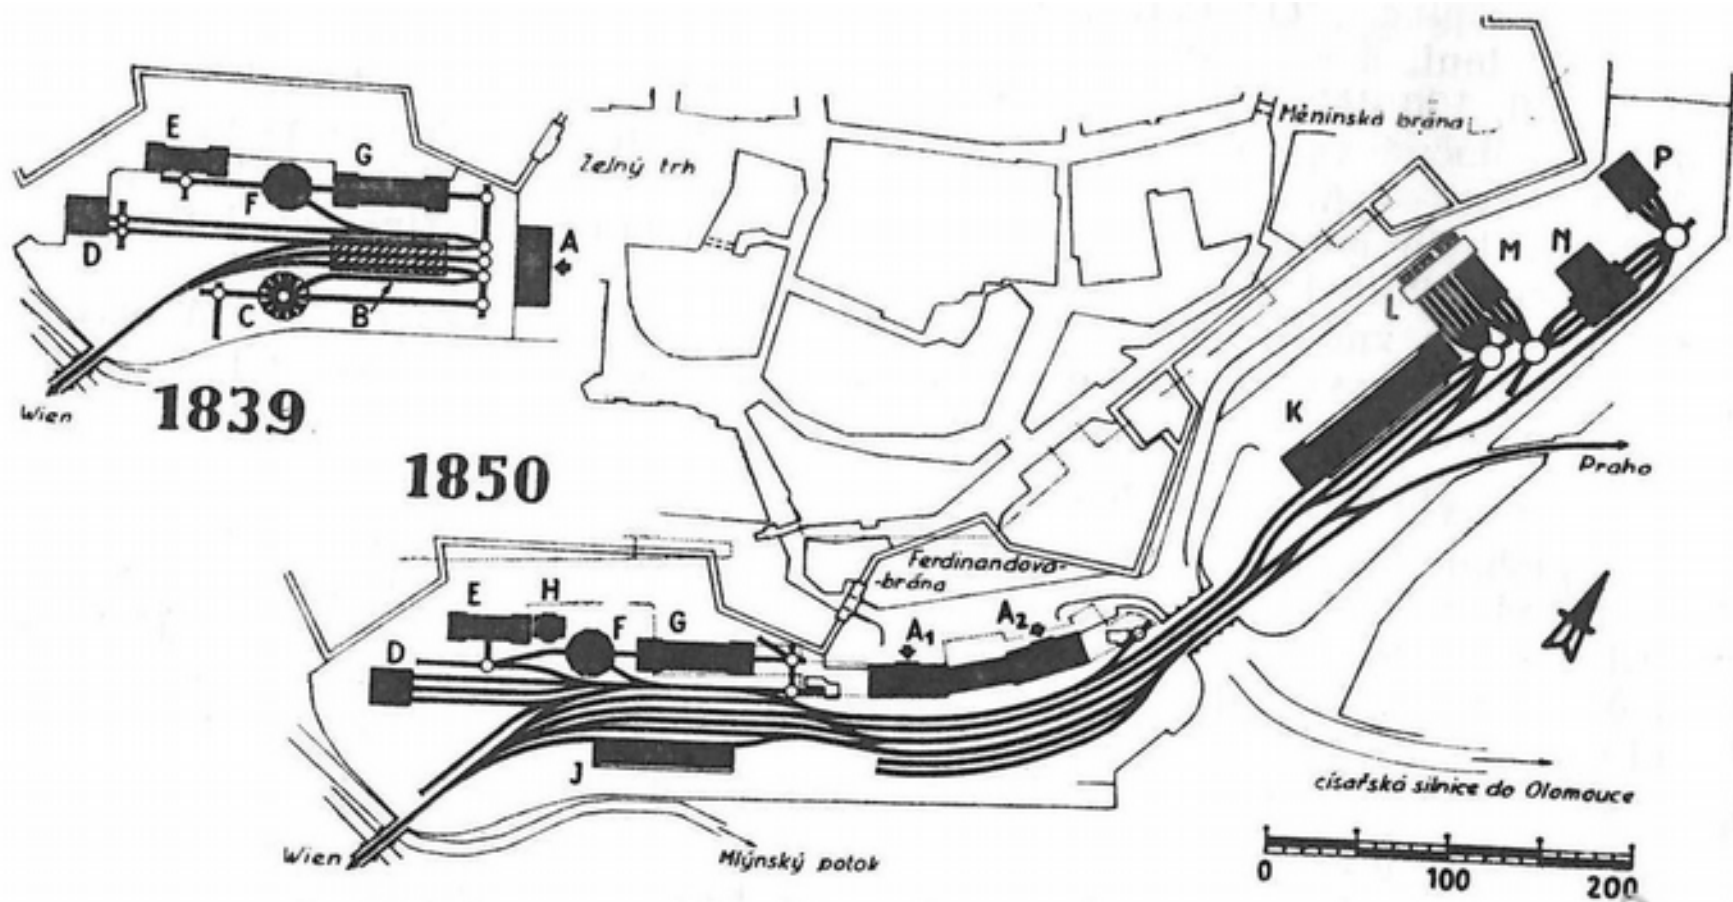 Měnínská brána
Zelný trh
E
G
F
D
A
C
B
P
M
N
L
K
Wien
1839
1850
Praha
Ferdinandova-
-brána
E
H
F
G
A1
A2
D
J
císařská silnice do Olomouce
Wien
Mlýnský potok
0
100
200